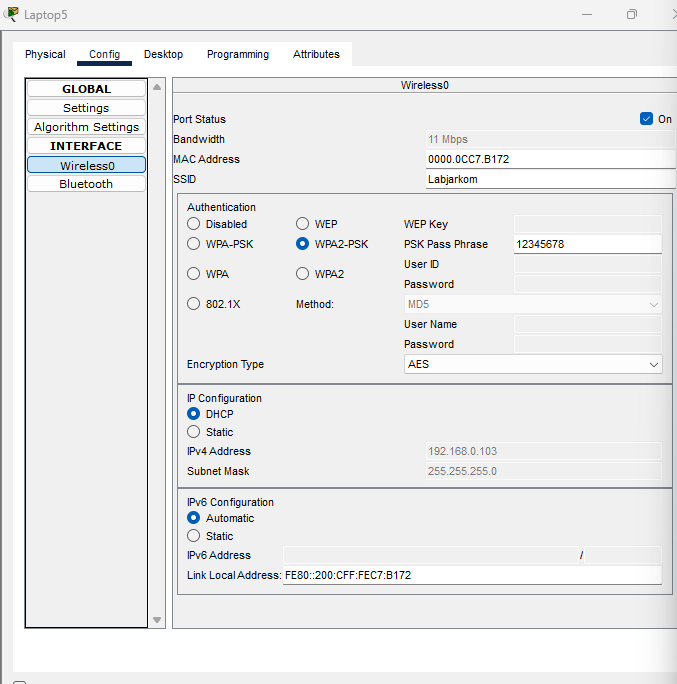 Laptop5
Physical Config Desktop Programming Attributes
GLOBAL
Settings
Algorithm Settings
INTERFACE
Wireless0
Bluetooth
Wireless0
Port Status On
Bandwidth 11 Mbps
MAC Address 0000.0CC7.B172
SSID Labjarkom
Authentication
Disabled WEP WEP Key
WPA-PSK WPA2-PSK PSK Pass Phrase 12345678
User ID
WPA WPA2
Password
802.1X Method: MD5
User Name
Password
Encryption Type AES
IP Configuration
DHCP
Static
IPv4 Address 192.168.0.103
Subnet Mask 255.255.255.0
IPv6 Configuration
Automatic
Static
IPv6 Address /
Link Local Address: FE80::200:CFF:FEC7:B172